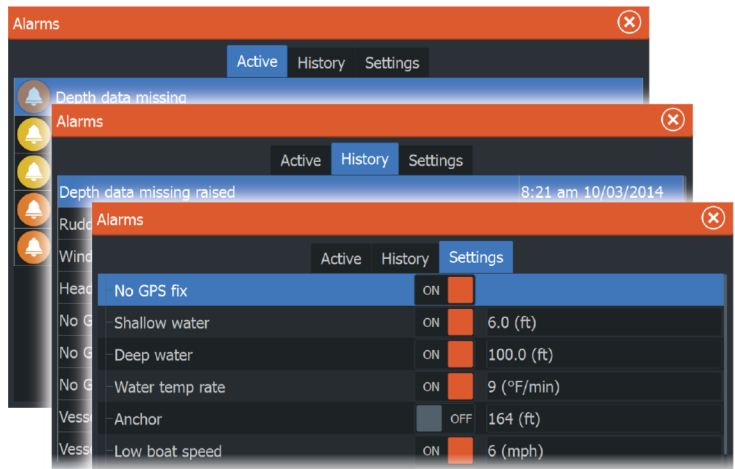 Alarms
Active History Settings
Depth data missing
Alarms
Active History Settings
Depth data missing raised 8:21 am 10/03/2014
Alarms
Active History Settings
No GPS fix ON
Shallow water ON 6.0 (ft)
Deep water ON 100.0 (ft)
Water temp rate ON 9 (°F/min)
Anchor OFF 164 (ft)
Low boat speed ON 6 (mph)
No
No
No